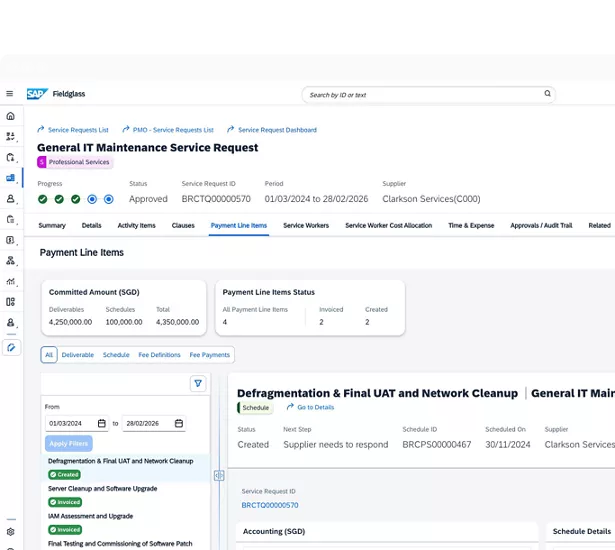 SAP Fieldglass
Search by ID or text
Service Requests List PMO - Service Requests List Service Request Dashboard
General IT Maintenance Service Request
S Professional Services
Progress Status Service Request ID Period Supplier
Approved BRCTQ00000570 01/03/2024 to 28/02/2026 Clarkson Services(C000)
Summary Details Activity Items Clauses Payment Line Items Service Workers Service Worker Cost Allocation Time & Expense Approvals / Audit Trail Related
Payment Line Items
Committed Amount (SGD) Payment Line Items Status
Deliverables Schedules Total All Payment Line Items Invoiced Created
4,250,000.00 100,000.00 4,350,000.00 4 2 2
All Deliverable Schedule Fee Definitions Fee Payments
From
01/03/2024 to 28/02/2026
Apply Filters
Defragmentation & Final UAT and Network Cleanup
Created
Server Cleanup and Software Upgrade
Invoiced
IAM Assessment and Upgrade
Invoiced
Final Testing and Commissioning of Software Patch
Defragmentation & Final UAT and Network Cleanup | General IT Main
Schedule Go to Details
Status Next Step Schedule ID Scheduled On Supplier
Created Supplier needs to respond BRCPS00000467 30/11/2024 Clarkson Services
Service Request ID
BRCTQ00000570
Accounting (SGD) Schedule Details